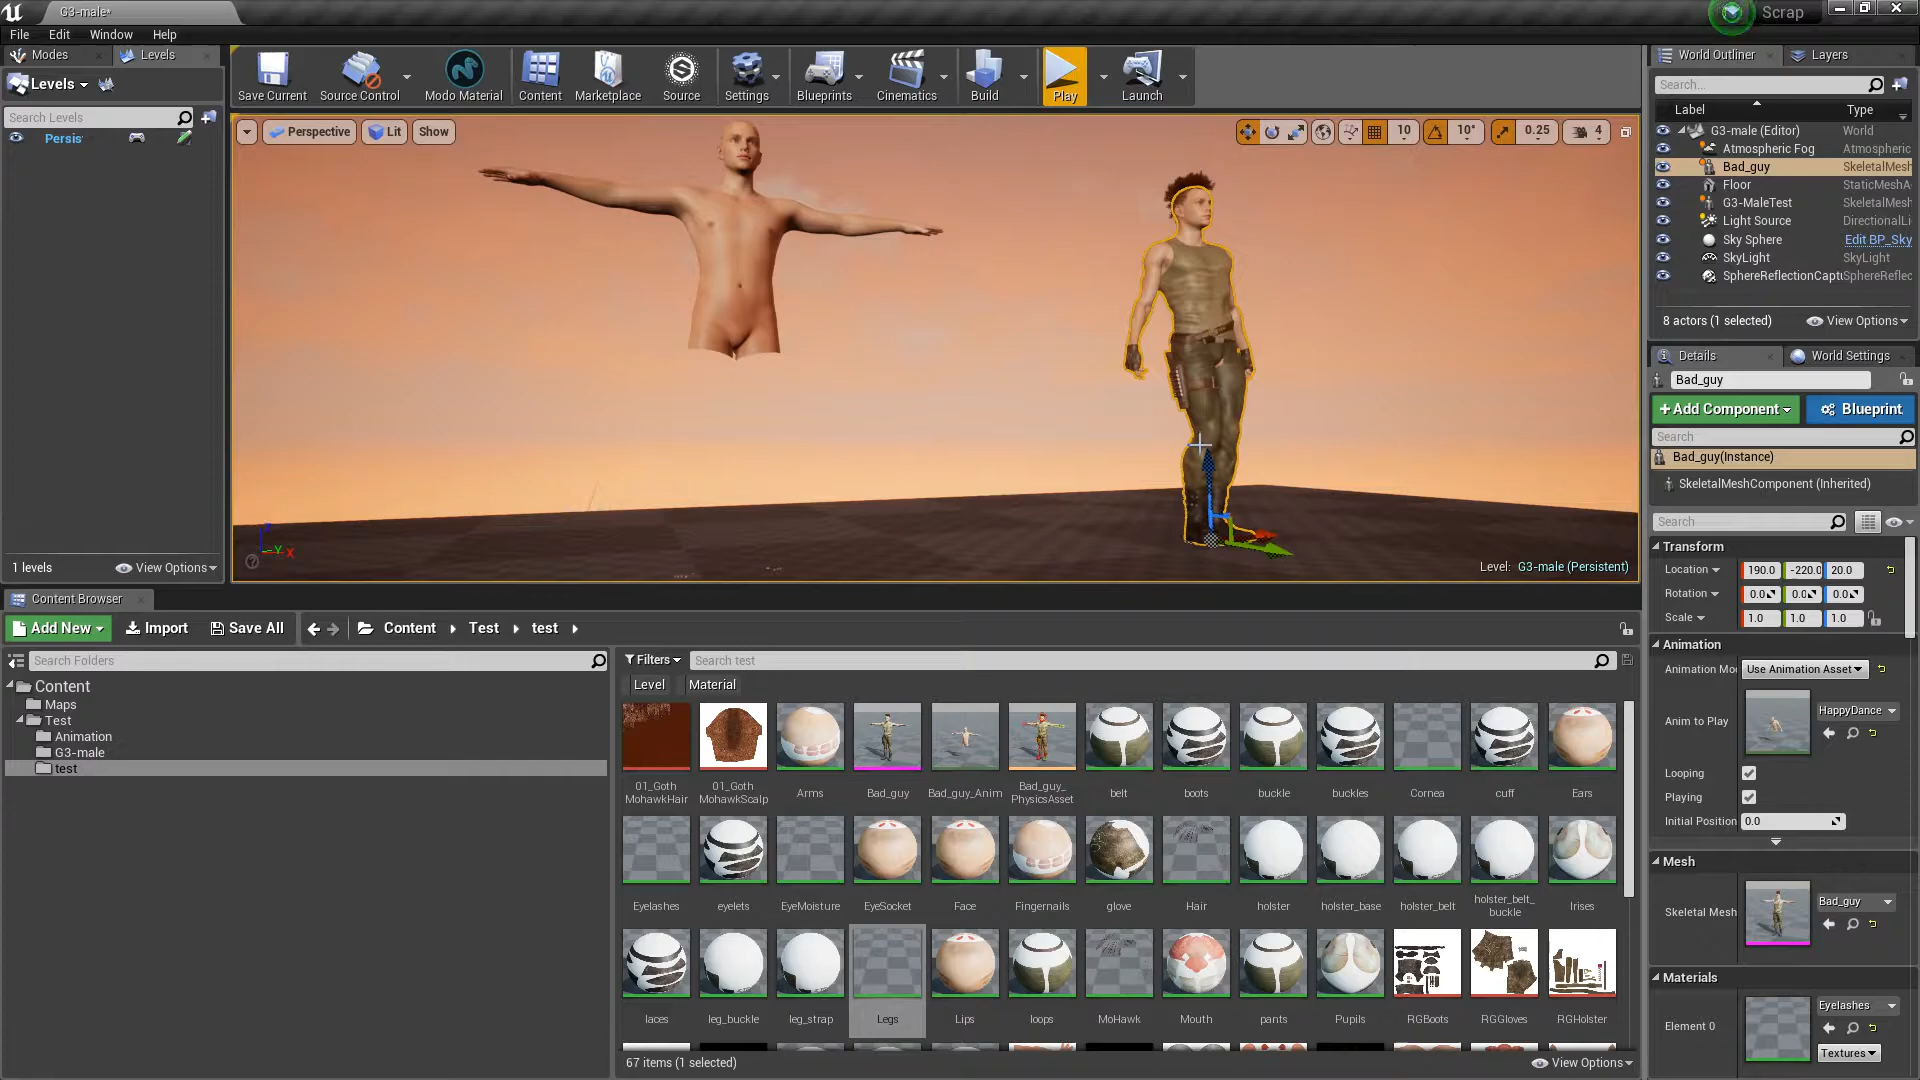 G3-male*
Scrap
File Edit Window Help
Modes
Levels
Levels
Search Levels
Persis
1 levels
View Options
Save Current
Source Control
Modo Material
Content
Marketplace
Source
Settings
Blueprints
Cinematics
Build
Play
Launch
Perspective
Lit
Show
10
10°
0.25
4
Level: G3-male (Persistent)
World Outliner
Layers
Search...
Label
Type
G3-male (Editor) World
Atmospheric Fog Atmospheric
Bad_guy SkeletalMesh
Floor StaticMeshA
G3-MaleTest SkeletalMesh
Light Source DirectionalLi
Sky Sphere Edit BP_Sky
SkyLight SkyLight
SphereReflectionCaptu SphereReflec
8 actors (1 selected)
View Options
Details
World Settings
Bad_guy
+Add Component
Blueprint
Search
Bad_guy(Instance)
SkeletalMeshComponent (Inherited)
Search
Transform
Location 190.0 -220.0 20.0
Rotation 0.0 0.0 0.0
Scale 1.0 1.0 1.0
Animation
Animation Mo Use Animation Asset
Anim to Play HappyDance
Looping
Playing
Initial Position 0.0
Mesh
Skeletal Mesh Bad_guy
Materials
Element 0 Eyelashes
Textures
Content Browser
Add New
Import
Save All
Content
Test
test
Search Folders
Content
Maps
Test
Animation
G3-male
test
Filters
Search test
Level
Material
01_Goth
MohawkHair
01_Goth
MohawkScalp
Arms
Bad_guy
Bad_guy_Anim
Bad_guy_
PhysicsAsset
belt
boots
buckle
buckles
Cornea
cuff
Ears
Eyelashes
eyelets
EyeMoisture
EyeSocket
Face
Fingernails
glove
Hair
holster
holster_base
holster_belt
holster_belt_
buckle
Irises
laces
leg_buckle
leg_strap
Legs
Lips
loops
MoHawk
Mouth
pants
Pupils
RGBoots
RGGloves
RGHolster
67 items (1 selected)
View Options